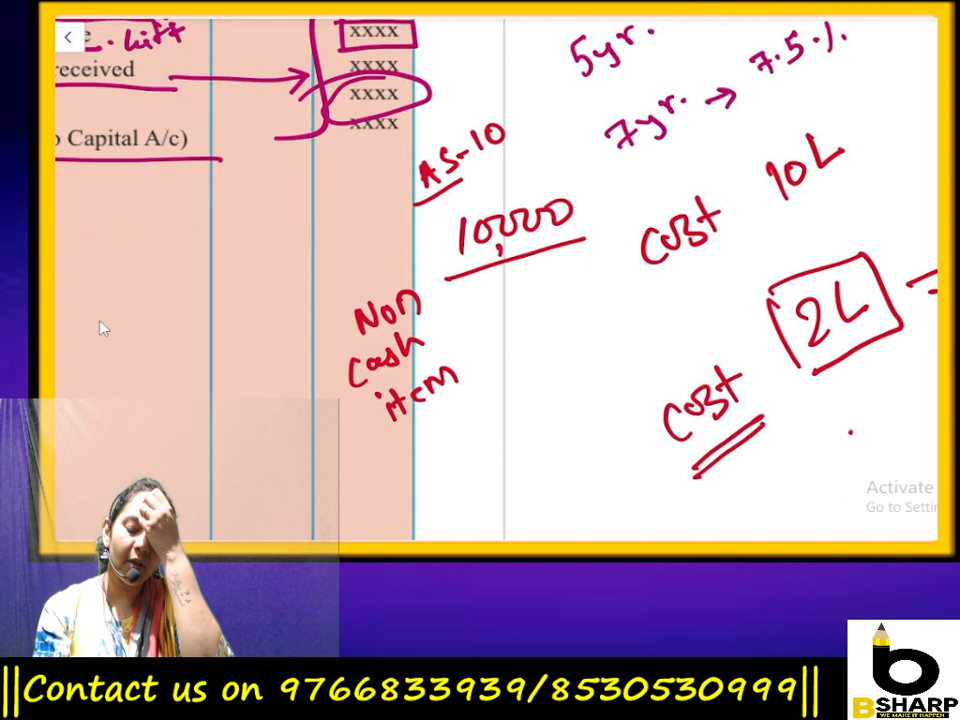 xxxx
received
xxxx
xxxx
o Capital A/c)
xxxx
5yr.
7yr. → 7.5.%.
AS-10
10,000
Cost 10L
Non
Cash
item
2L
Cost
Activate
Go to Settin
||Contact us on 9766833939/8530530999||
b
BSHARP
WE MAKE IT HAPPEN